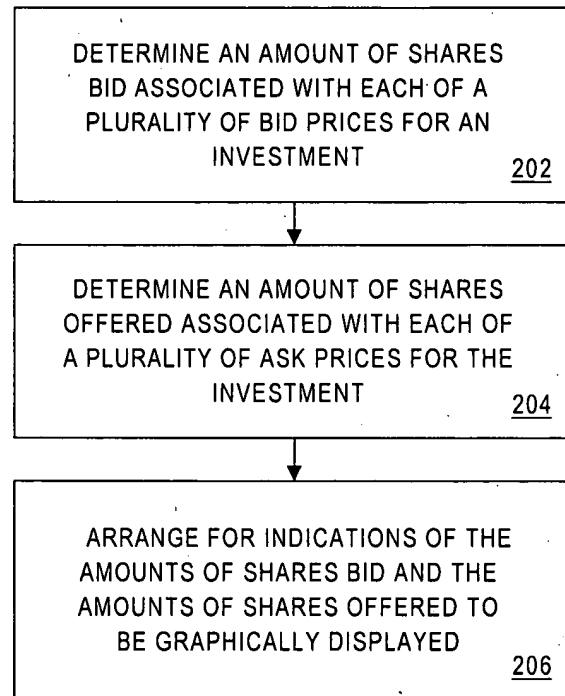 DETERMINE AN AMOUNT OF SHARES
BID ASSOCIATED WITH EACH OF A
PLURALITY OF BID PRICES FOR AN
INVESTMENT
202
DETERMINE AN AMOUNT OF SHARES
OFFERED ASSOCIATED WITH EACH OF
A PLURALITY OF ASK PRICES FOR THE
INVESTMENT
204
ARRANGE FOR INDICATIONS OF THE
AMOUNTS OF SHARES BID AND THE
AMOUNTS OF SHARES OFFERED TO
BE GRAPHICALLY DISPLAYED
206